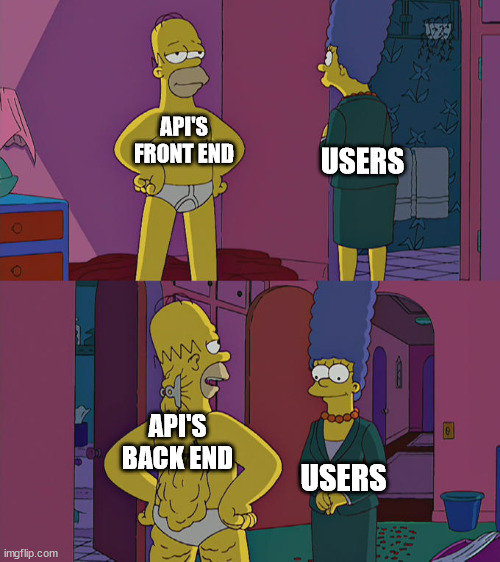 API'S
FRONT END
USERS
API'S
BACK END
USERS
imgflip.com